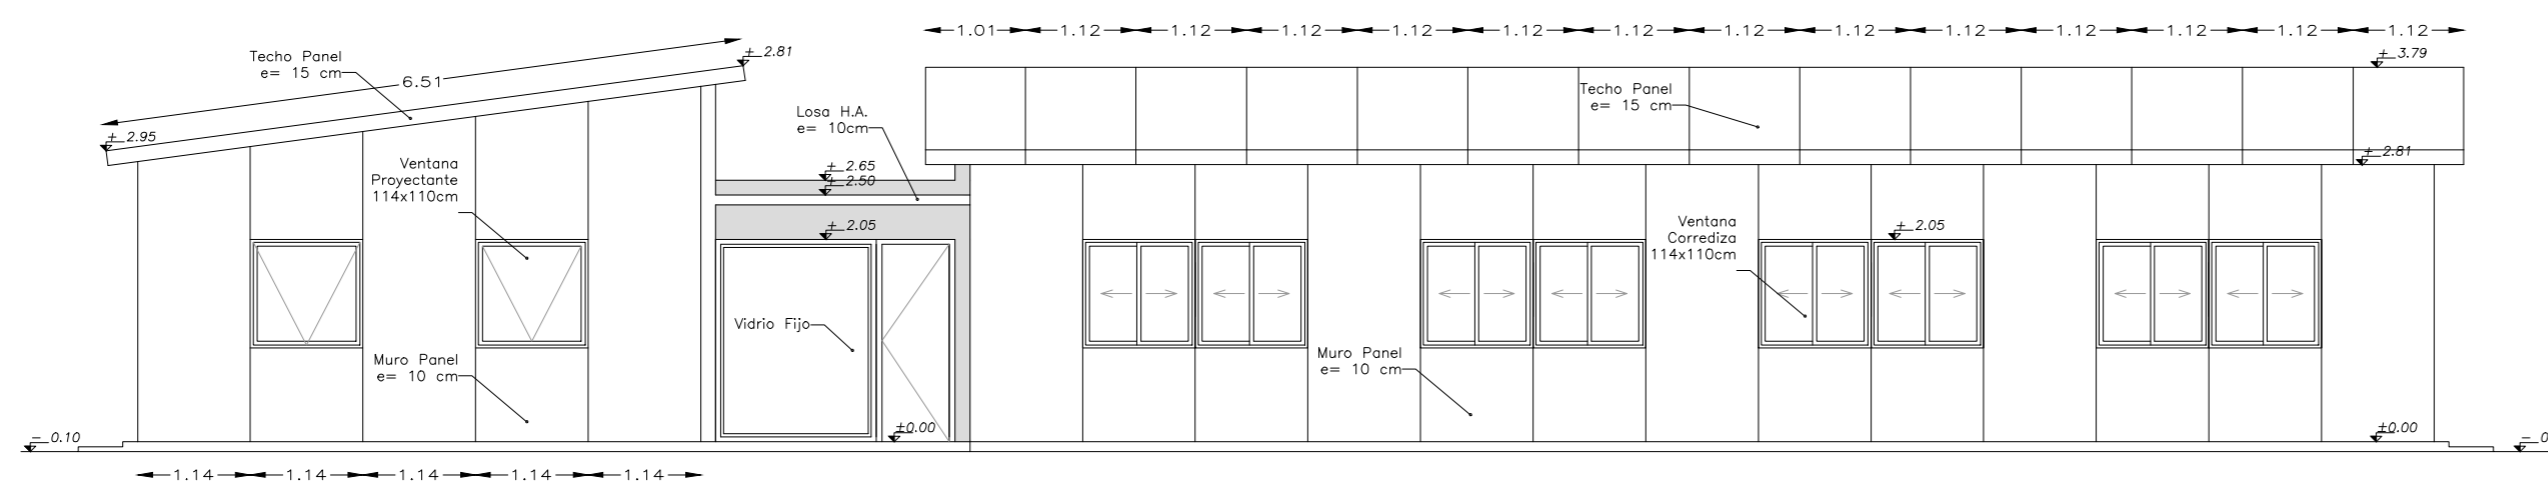 1.01 1.12 1.12 1.12 1.12 1.12 1.12 1.12 1.12 1.12 1.12 1.12 1.12 1.12
Techo Panel
e= 15 cm
6.51
+ 2.81
+ 2.95
+ 3.79
Techo Panel
e= 15 cm
Losa H.A.
e= 10cm
+ 2.65
+ 2.50
+ 2.05
+ 2.81
Ventana
Proyectante
114x110cm
Ventana
Corrediza
114x110cm
+ 2.05
Vidrio Fijo
Muro Panel
e= 10 cm
Muro Panel
e= 10 cm
- 0.10
±0.00
±0.00
- 0
1.14 1.14 1.14 1.14 1.14